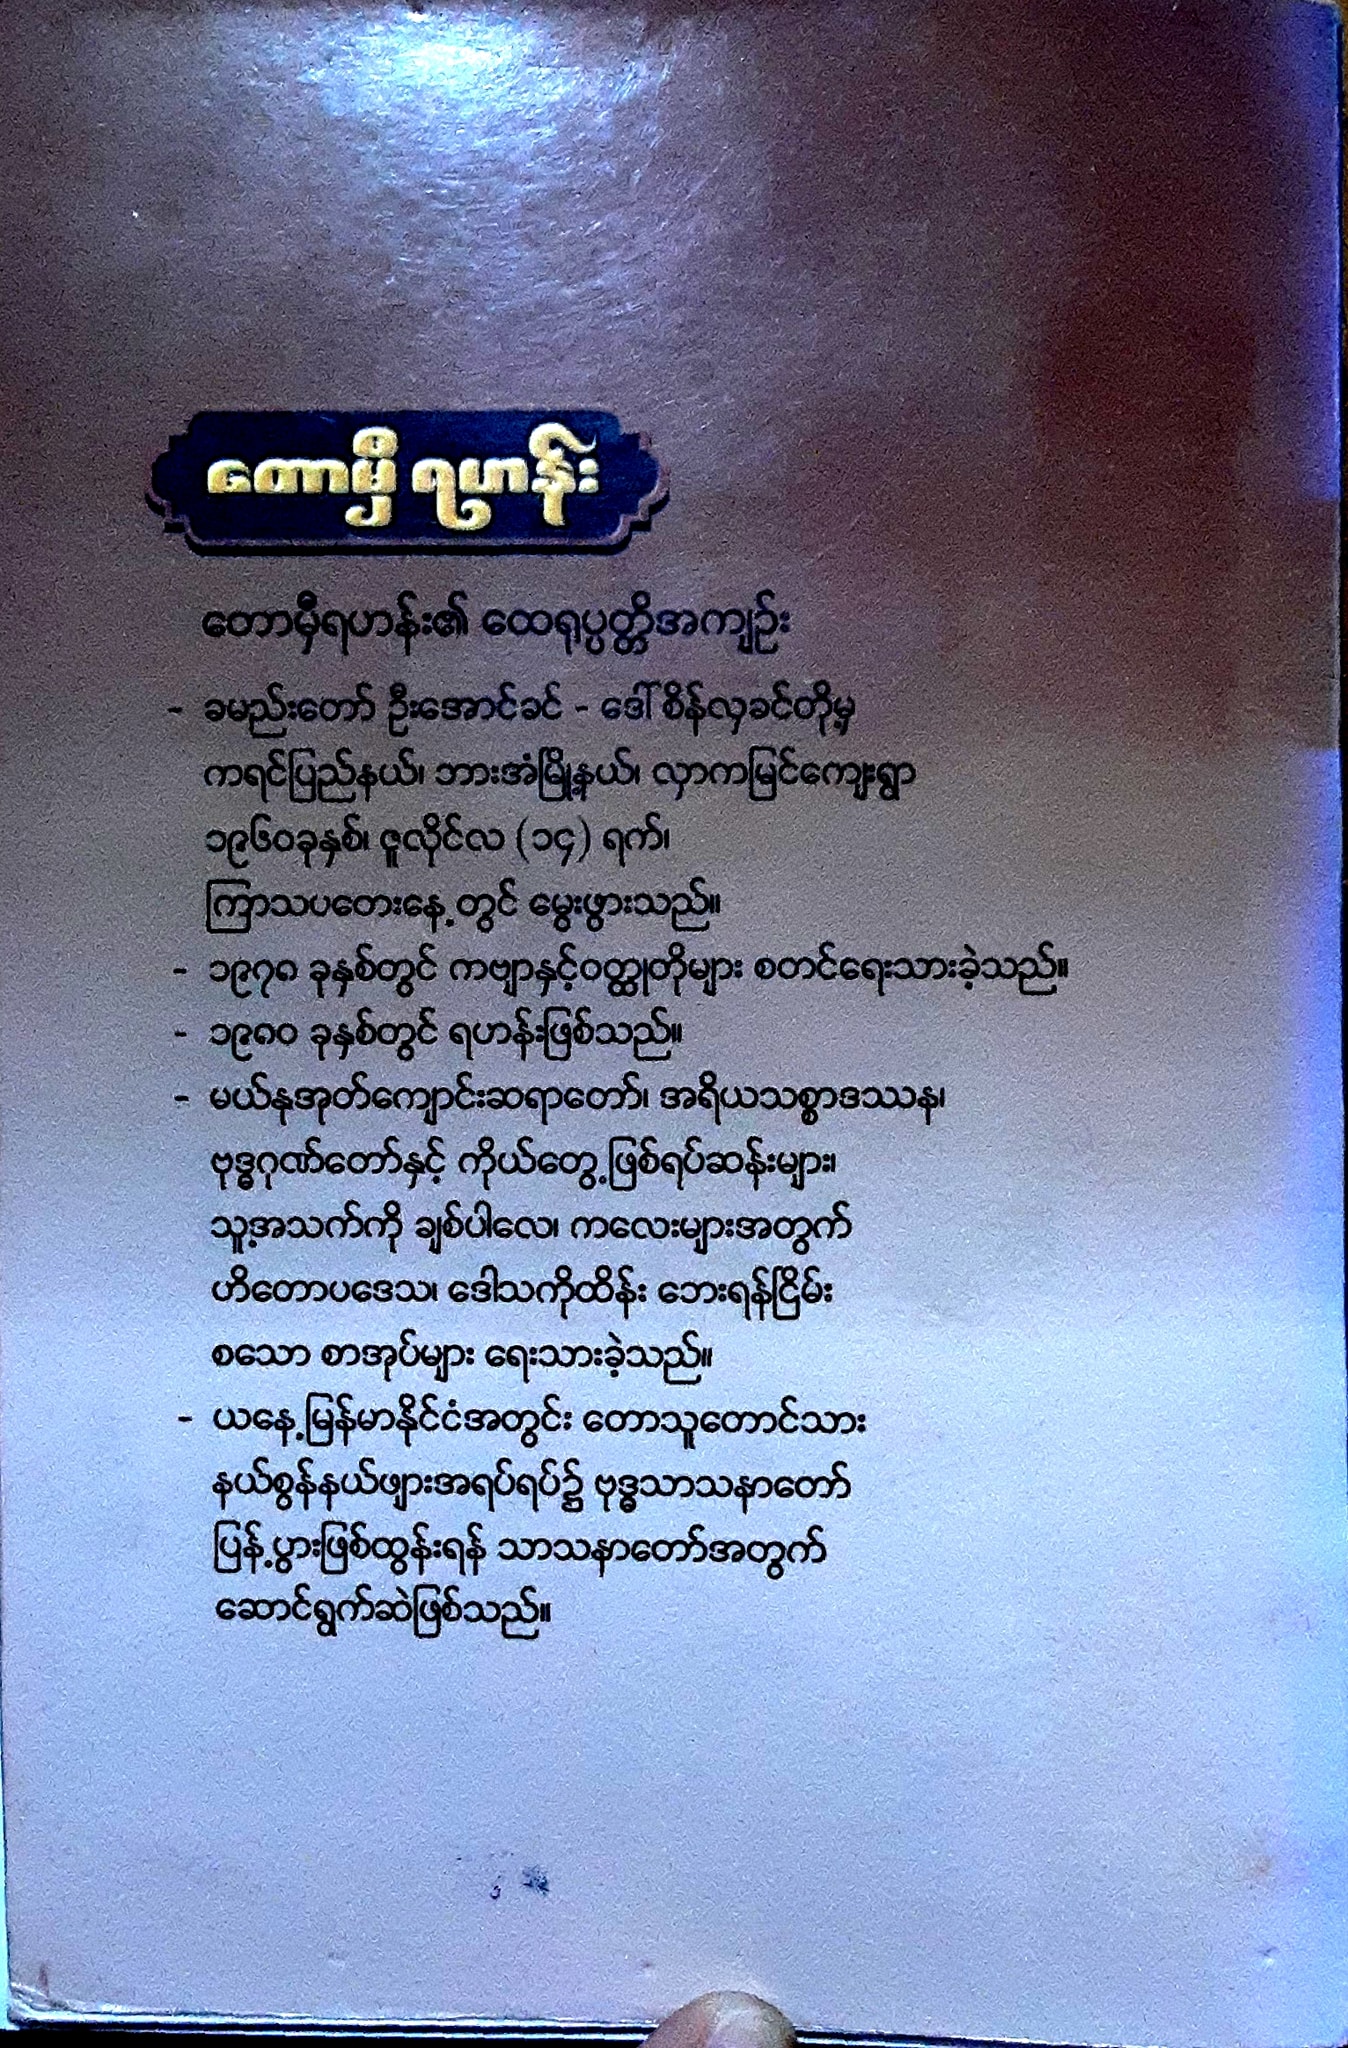 တောမှီ ရဟန်း
တောမှီရဟန်း၏ ထေရုပ္ပတ္တိအကျဉ်း
- ခမည်းတော် ဦးအောင်ခင် - ဒေါ်စိန်လှခင်တို့မှ
ကရင်ပြည်နယ်၊ ဘားအံမြို့နယ်၊ လှာကမြင်ကျေးရွာ
၁၉၆၀ခုနှစ်၊ ဇူလိုင်လ (၁၄) ရက်၊
ကြာသပတေးနေ့တွင် မွေးဖွားသည်။
- ၁၉၇၈ ခုနှစ်တွင် ကဗျာနှင့်ဝတ္ထုတိုများ စတင်ရေးသားခဲ့သည်။
- ၁၉၈၀ ခုနှစ်တွင် ရဟန်းဖြစ်သည်။
- မယ်နုအုတ်ကျောင်းဆရာတော်၊ အရိယသစ္စာဒဿန၊
ဗုဒ္ဓဂုဏ်တော်နှင့် ကိုယ်တွေ့ဖြစ်ရပ်ဆန်းများ၊
သူ့အသက်ကို ချစ်ပါလေ၊ ကလေးများအတွက်
ဟိတောပဒေသ၊ ဒေါသကိုထိန်း ဘေးရန်ငြိမ်း
စသော စာအုပ်များ ရေးသားခဲ့သည်။
- ယနေ့မြန်မာနိုင်ငံအတွင်း တောသူတောင်သား
နယ်စွန်နယ်ဖျားအရပ်ရပ်၌ ဗုဒ္ဓသာသနာတော်
ပြန့်ပွားဖြစ်ထွန်းရန် သာသနာတော်အတွက်
ဆောင်ရွက်ဆဲဖြစ်သည်။